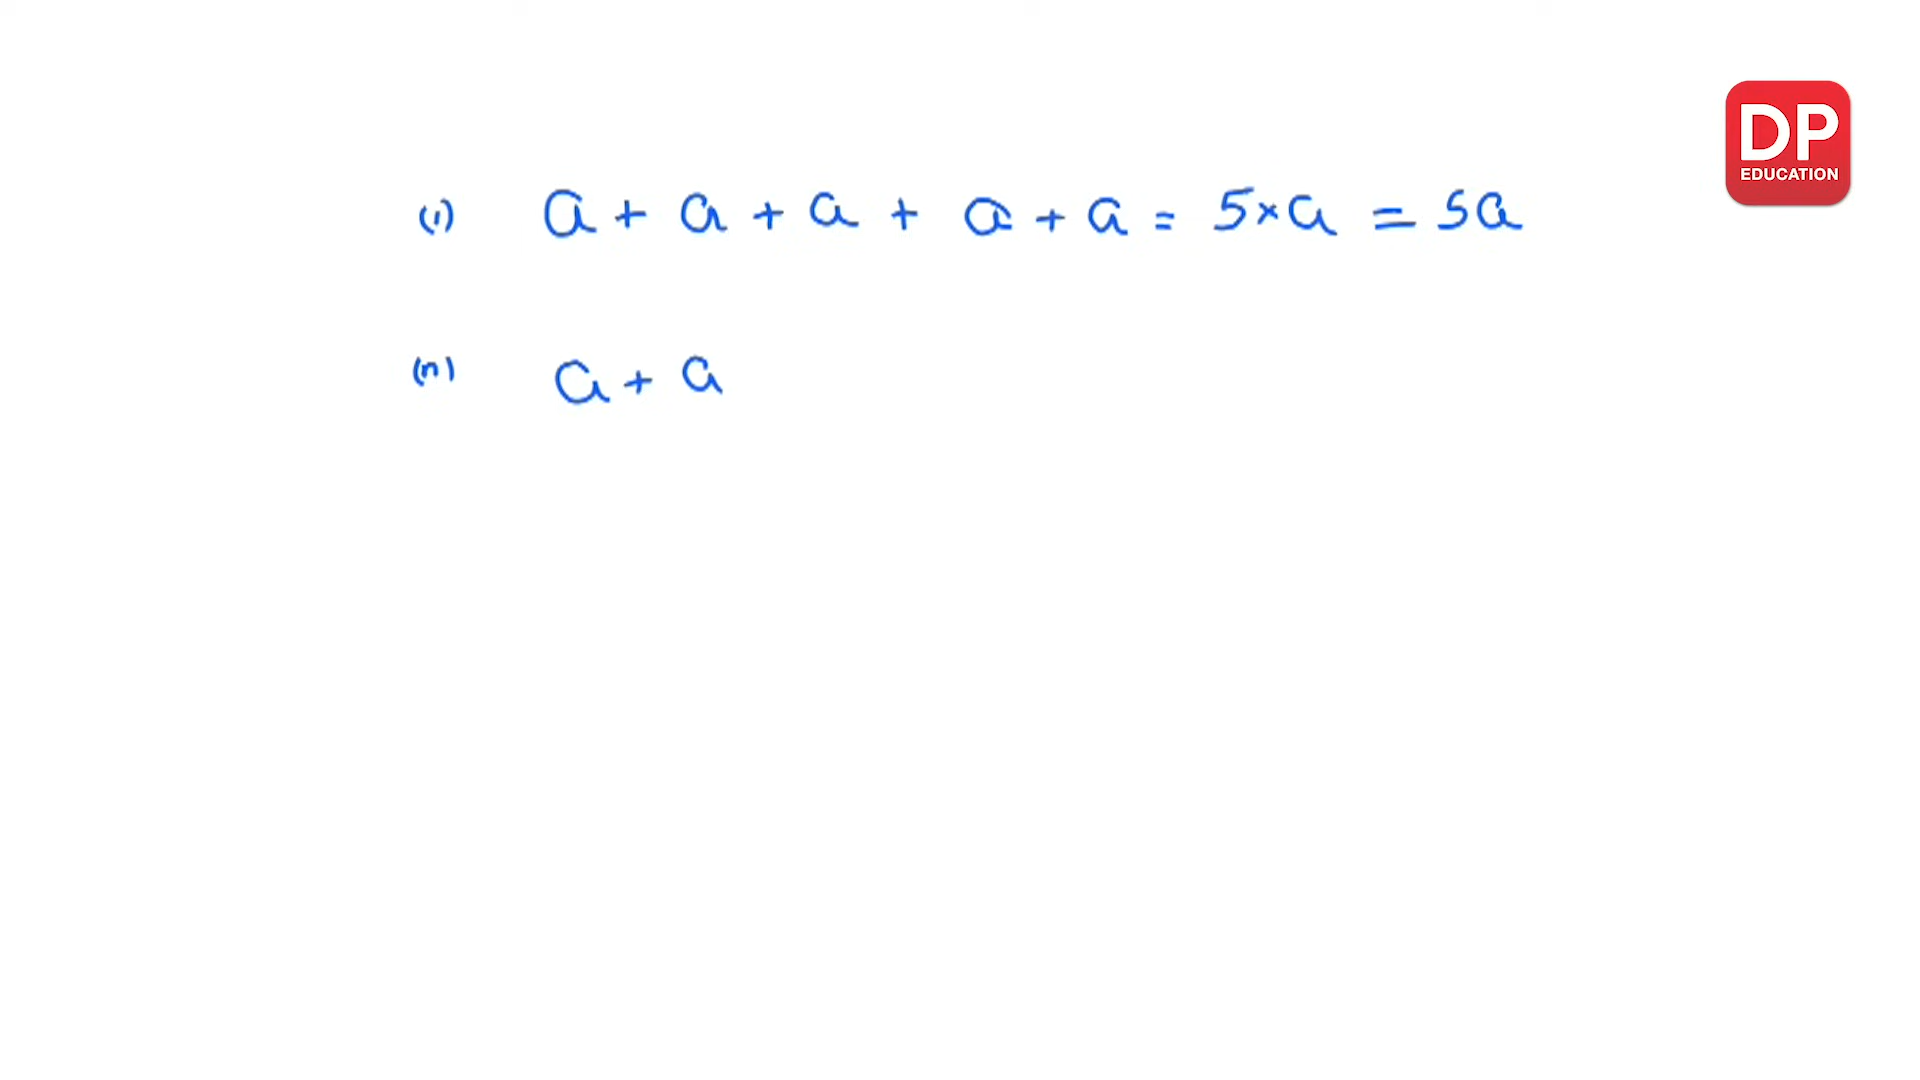 DP
EDUCATION
(i) a + a + a + a + a = 5 × a = 5a
(ii) a + a